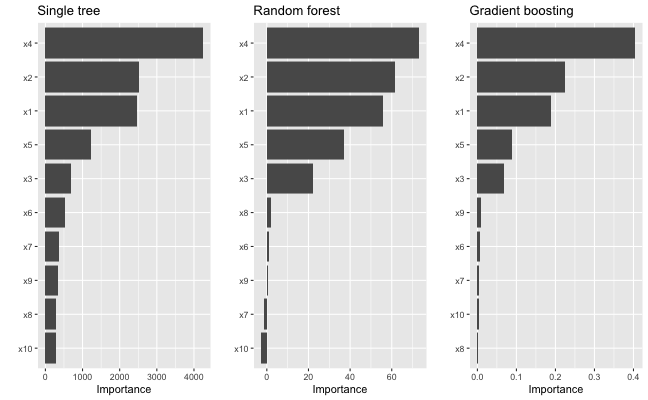 Single tree
x4
x2
x1
x5
x3
x6
x7
x9
x8
x10
0 1000 2000 3000 4000
Importance
Random forest
x4
x2
x1
x5
x3
x8
x6
x9
x7
x10
0 20 40 60
Importance
Gradient boosting
x4
x2
x1
x5
x3
x9
x6
x7
x10
x8
0.0 0.1 0.2 0.3 0.4
Importance